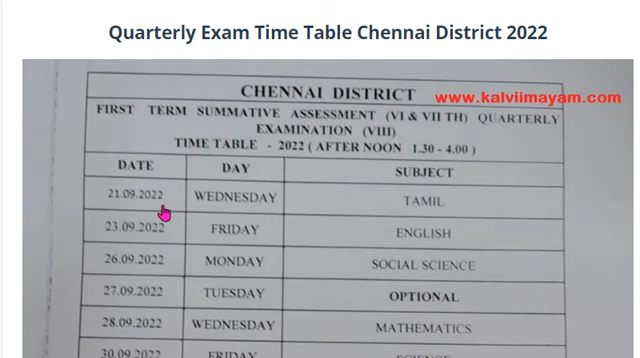 Quarterly Exam Time Table Chennai District 2022
CHENNAI DISTRICT
www.kalviimayam.com
FIRST TERM SUMMATIVE ASSESSMENT (VI & VII TH) QUARTERLY
EXAMINATION (VIII)
TIME TABLE - 2022 ( AFTER NOON 1.30 - 4.00 )
DATE DAY SUBJECT
21.09.2022 WEDNESDAY TAMIL
23.09.2022 FRIDAY ENGLISH
26.09.2022 MONDAY SOCIAL SCIENCE
27.09.2022 TUESDAY OPTIONAL
28.09.2022 WEDNESDAY MATHEMATICS
30.09.2022 FRIDAY SCIENCE